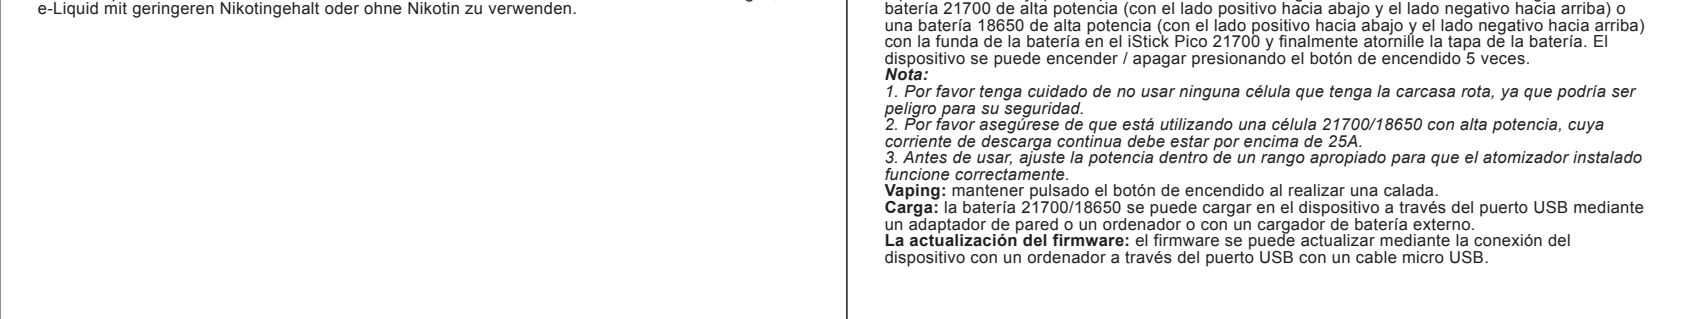 e-Liquid mit geringeren Nikotingehalt oder ohne Nikotin zu verwenden.
batería 21700 de alta potencia (con el lado positivo hacia abajo y el lado negativo hacia arriba) o
una batería 18650 de alta potencia (con el lado positivo hacia abajo y el lado negativo hacia arriba)
con la funda de la batería en el iStick Pico 21700 y finalmente atornille la tapa de la batería. El
dispositivo se puede encender / apagar presionando el botón de encendido 5 veces.
Nota:
1. Por favor tenga cuidado de no usar ninguna célula que tenga la carcasa rota, ya que podría ser
peligro para su seguridad.
2. Por favor asegúrese de que está utilizando una célula 21700/18650 con alta potencia, cuya
corriente de descarga continua debe estar por encima de 25A.
3. Antes de usar, ajuste la potencia dentro de un rango apropiado para que el atomizador instalado
funcione correctamente.
Vaping: mantener pulsado el botón de encendido al realizar una calada.
Carga: la batería 21700/18650 se puede cargar en el dispositivo a través del puerto USB mediante
un adaptador de pared o un ordenador o con un cargador de batería externo.
La actualización del firmware: el firmware se puede actualizar mediante la conexión del
dispositivo con un ordenador a través del puerto USB con un cable micro USB.